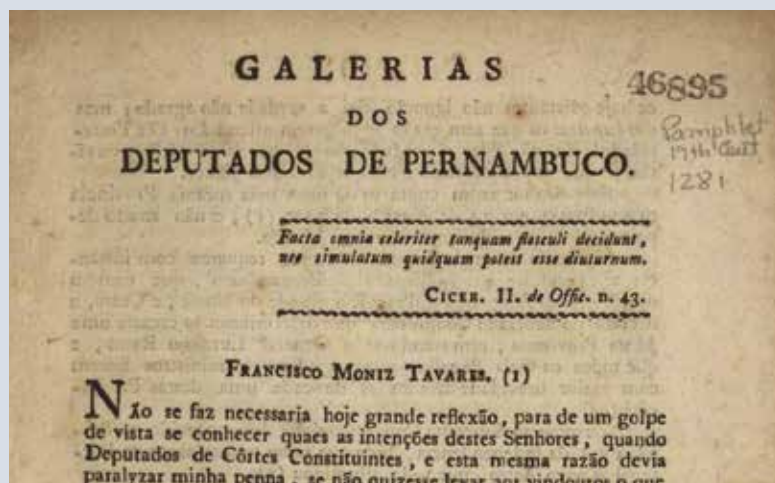 GALERIAS
DOS
DEPUTADOS DE PERNAMBUCO.
46895
Pamphlet
19th Cent
1281
Facta omnia celeriter tanquam flosculi decidunt,
nec simulatum quidquam potest esse diuturnum.
CICER. II. de Offic. n. 43.
FRANCISCO MONIZ TAVARES. (1)
Não se faz necessaria hoje grande reflexão, para de um golpe
de vista se conhecer quaes as intenções destes Senhores, quando
Deputados de Côrtes Constituintes, e esta mesma razão devia
paralyzar minha penna, se não quizesse levar aos vindouros o que